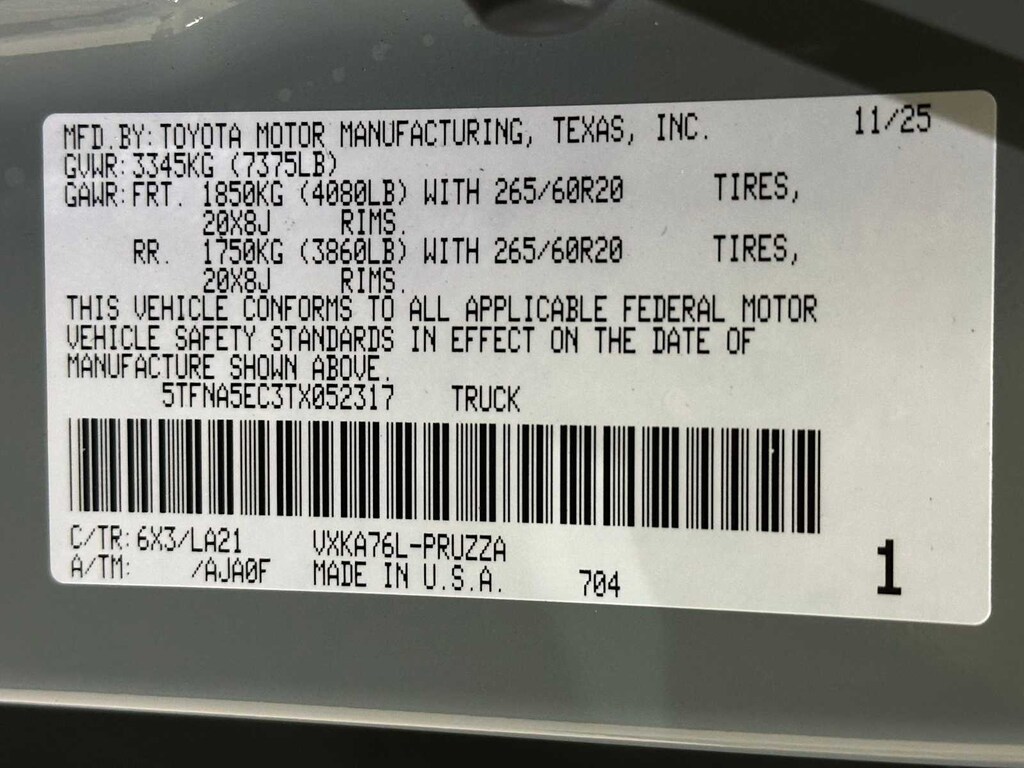 MFD.BY:TOYOTA MOTOR MANUFACTURING, TEXAS, INC. 11/25
GVWR:3345KG (7375LB)
GAWR:FRT. 1850KG (4080LB) WITH 265/60R20 TIRES,
20X8J RIMS.
RR. 1750KG (3860LB) WITH 265/60R20 TIRES,
20X8J RIMS.
THIS VEHICLE CONFORMS TO ALL APPLICABLE FEDERAL MOTOR
VEHICLE SAFETY STANDARDS IN EFFECT ON THE DATE OF
MANUFACTURE SHOWN ABOVE.
5TFNA5EC3TX052317 TRUCK
C/TR:6X3/LA21 VXKA76L-PRUZZA
A/TM: /AJA0F MADE IN U.S.A. 704 1